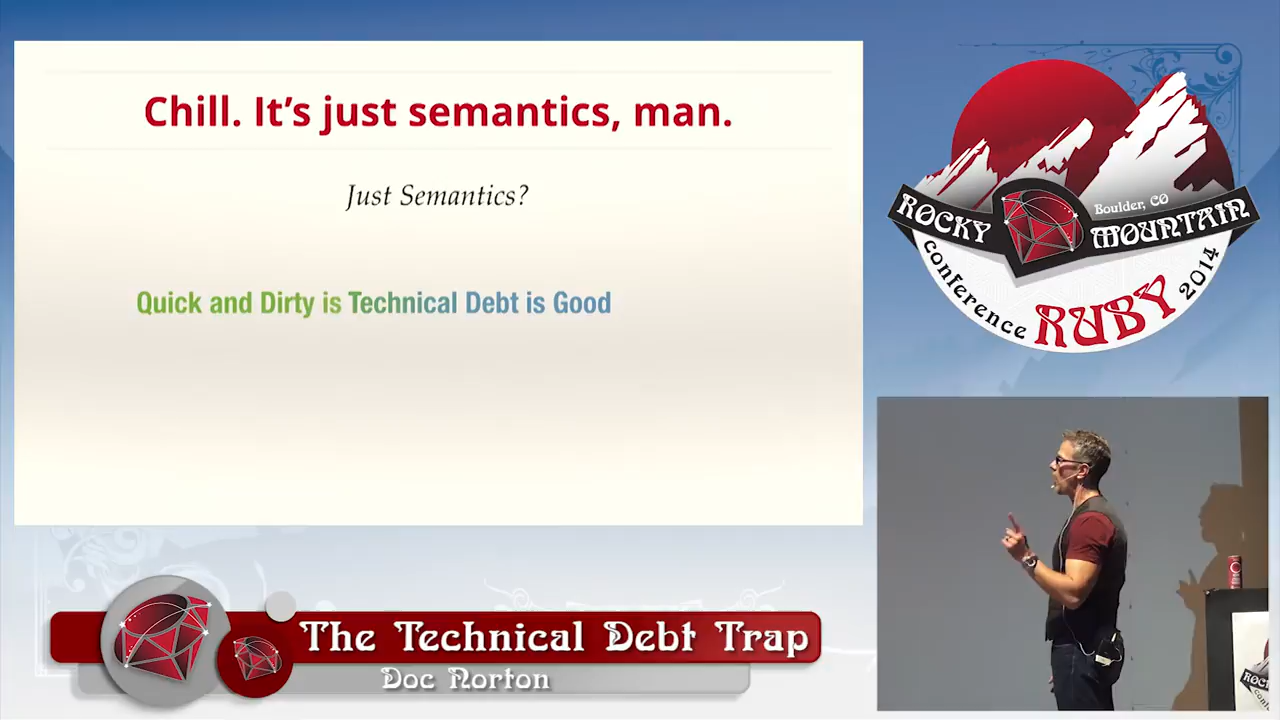 Chill. It's just semantics, man.
Just Semantics?
Quick and Dirty is Technical Debt is Good
ROCKY MOUNTAIN
Boulder, CO
conference RUBY 2014
The Technical Debt Trap
Doc Norton